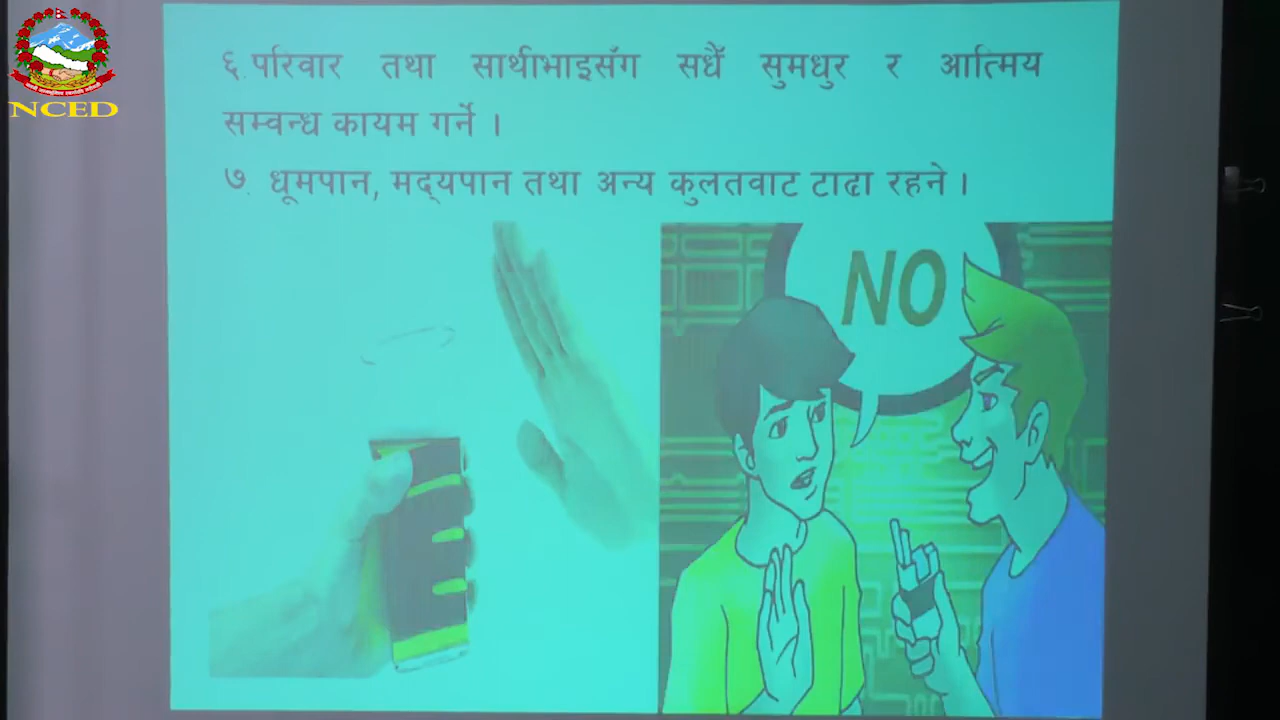 NCED
६.परिवार तथा साथीभाइसँग सधैँ सुमधुर र आत्मिय
सम्वन्ध कायम गर्ने ।
७. धूमपान, मद्यपान तथा अन्य कुलतवाट टाढा रहने ।
NO